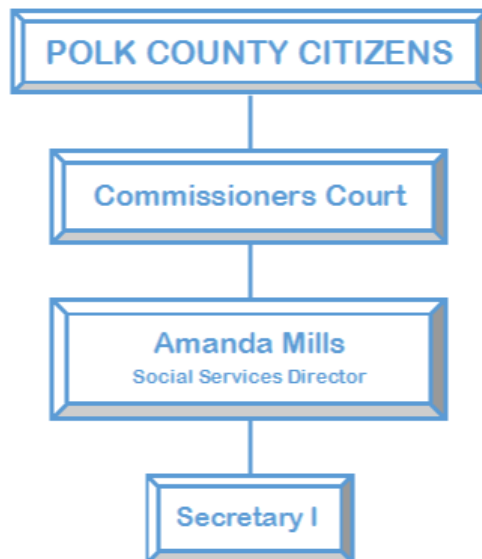 POLK COUNTY CITIZENS
Commissioners Court
Amanda Mills
Social Services Director
Secretary I